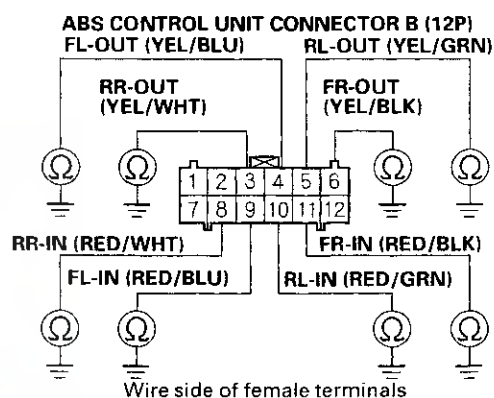 ABS CONTROL UNIT CONNECTOR B (12P)
FL-OUT (YEL/BLU) RL-OUT (YEL/GRN)
RR-OUT (YEL/WHT)
FR-OUT (YEL/BLK)
Ω Ω Ω Ω
1 2 3 4 5 6
7 8 9 10 11 12
RR-IN (RED/WHT) FR-IN (RED/BLK)
FL-IN (RED/BLU) RL-IN (RED/GRN)
Ω Ω Ω Ω
Wire side of female terminals